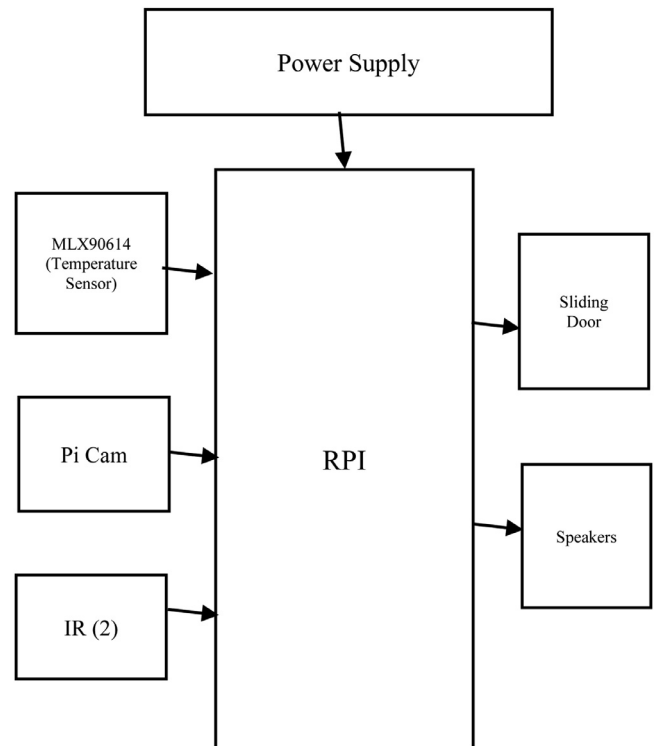 Power Supply
MLX90614
(Temperature
Sensor)
Sliding
Door
Pi Cam
RPI
Speakers
IR (2)